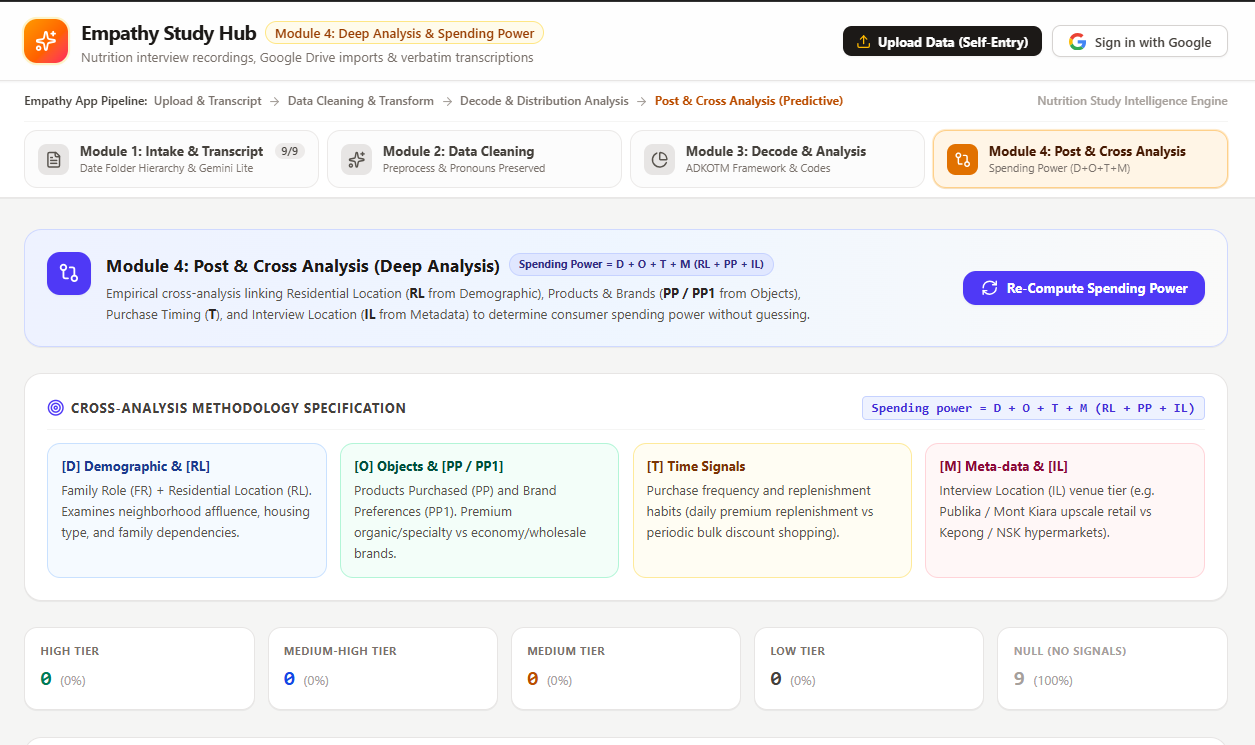 Empathy Study Hub
Module 4: Deep Analysis & Spending Power
Nutrition interview recordings, Google Drive imports & verbatim transcriptions
Upload Data (Self-Entry)
Sign in with Google
Empathy App Pipeline: Upload & Transcript → Data Cleaning & Transform → Decode & Distribution Analysis → Post & Cross Analysis (Predictive)
Nutrition Study Intelligence Engine
Module 1: Intake & Transcript 9/9
Date Folder Hierarchy & Gemini Lite
Module 2: Data Cleaning
Preprocess & Pronouns Preserved
Module 3: Decode & Analysis
ADKOTM Framework & Codes
Module 4: Post & Cross Analysis
Spending Power (D+O+T+M)
Module 4: Post & Cross Analysis (Deep Analysis)
Spending Power = D + O + T + M (RL + PP + IL)
Empirical cross-analysis linking Residential Location (RL from Demographic), Products & Brands (PP / PP1 from Objects),
Purchase Timing (T), and Interview Location (IL from Metadata) to determine consumer spending power without guessing.
Re-Compute Spending Power
CROSS-ANALYSIS METHODOLOGY SPECIFICATION
Spending power = D + O + T + M (RL + PP + IL)
[D] Demographic & [RL]
Family Role (FR) + Residential Location (RL).
Examines neighborhood affluence, housing
type, and family dependencies.
[O] Objects & [PP / PP1]
Products Purchased (PP) and Brand
Preferences (PP1). Premium
organic/specialty vs economy/wholesale
brands.
[T] Time Signals
Purchase frequency and replenishment
habits (daily premium replenishment vs
periodic bulk discount shopping).
[M] Meta-data & [IL]
Interview Location (IL) venue tier (e.g.
Publika / Mont Kiara upscale retail vs
Kepong / NSK hypermarkets).
HIGH TIER
0 (0%)
MEDIUM-HIGH TIER
0 (0%)
MEDIUM TIER
0 (0%)
LOW TIER
0 (0%)
NULL (NO SIGNALS)
9 (100%)